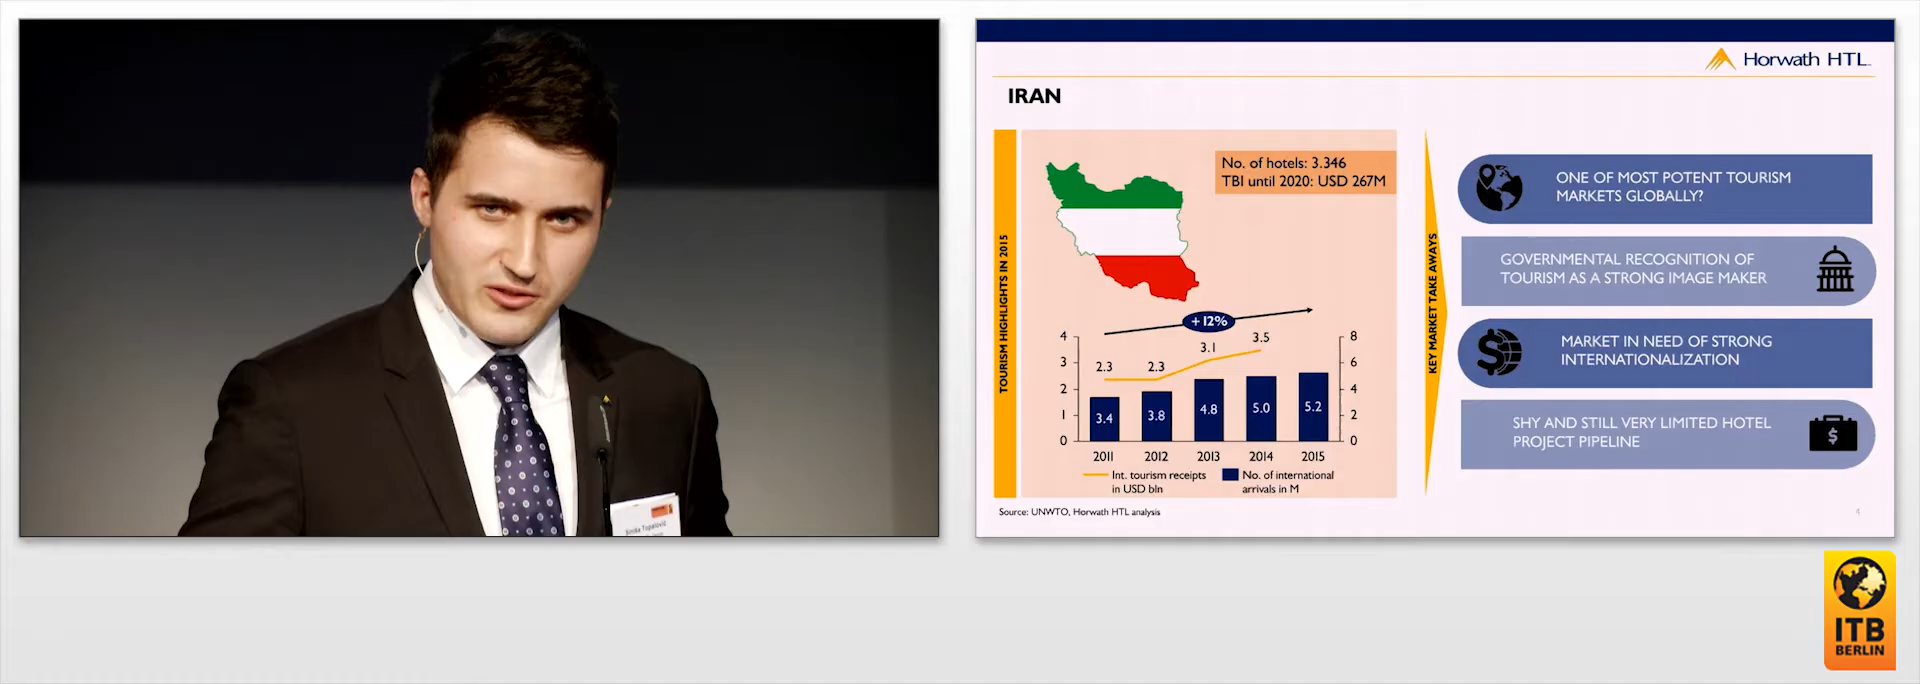 Siniša Topalović
Horwath HTL
IRAN
TOURISM HIGHLIGHTS IN 2015
No. of hotels: 3.346
TBI until 2020: USD 267M
+12%
4
3
2
1
0
8
6
4
2
0
2.3
2.3
3.1
3.5
3.4
3.8
4.8
5.0
5.2
2011
2012
2013
2014
2015
Int. tourism receipts
in USD bln
No. of international
arrivals in M
KEY MARKET TAKE AWAYS
ONE OF MOST POTENT TOURISM
MARKETS GLOBALLY?
GOVERNMENTAL RECOGNITION OF
TOURISM AS A STRONG IMAGE MAKER
$
MARKET IN NEED OF STRONG
INTERNATIONALIZATION
SHY AND STILL VERY LIMITED HOTEL
PROJECT PIPELINE
$
Source: UNWTO, Horwath HTL analysis
ITB
BERLIN